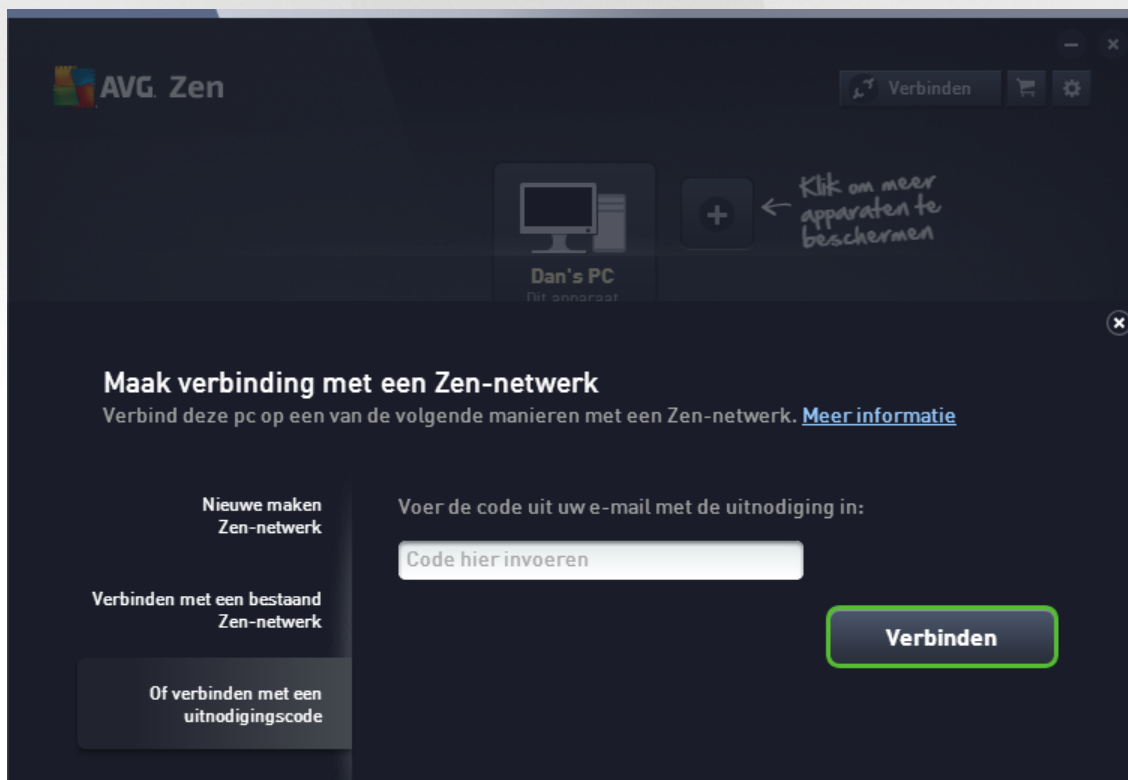 AVG. Zen
Verbinden
Klik om meer
apparaten te
beschermen
Dan's PC
Dit apparaat
Maak verbinding met een Zen-netwerk
Verbind deze pc op een van de volgende manieren met een Zen-netwerk. Meer informatie
Nieuwe maken
Zen-netwerk
Verbinden met een bestaand
Zen-netwerk
Of verbinden met een
uitnodigingscode
Voer de code uit uw e-mail met de uitnodiging in:
Code hier invoeren
Verbinden